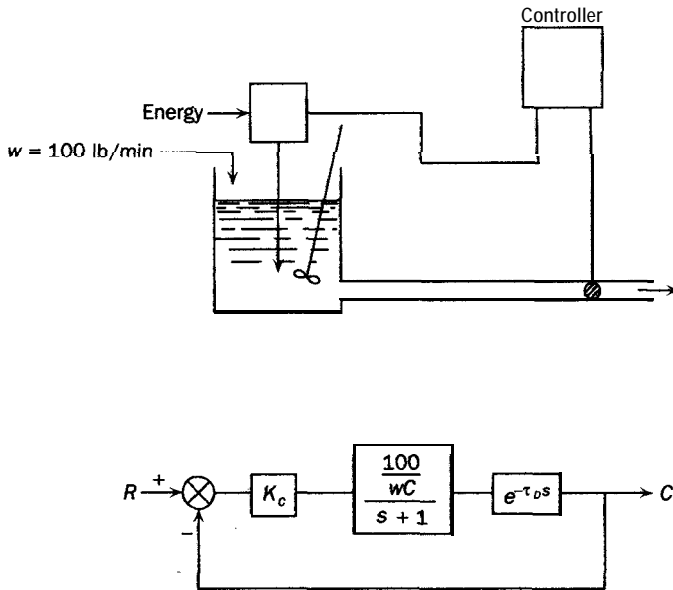 Controller
Energy
w = 100 lb/min
R
+
−
K_c
100
wC
s + 1
e^{-τ_D s}
C